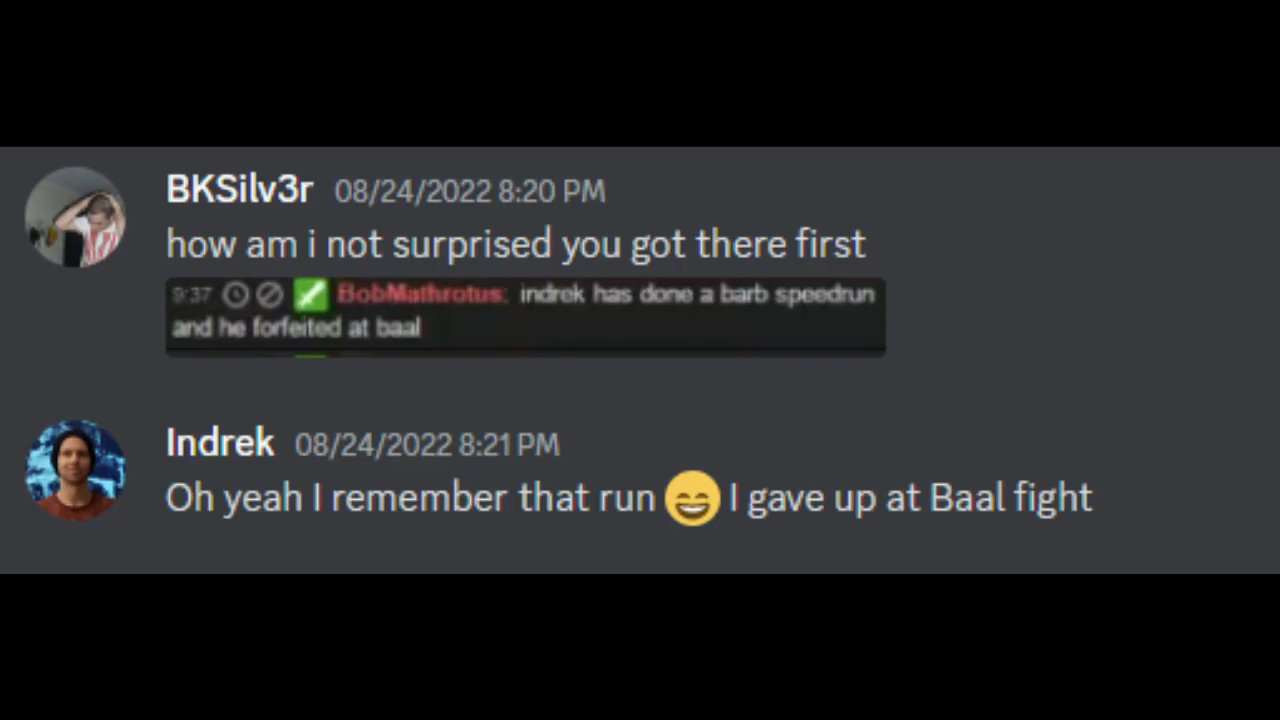 BKSilv3r 08/24/2022 8:20 PM
how am i not surprised you got there first
9:37 BobMathrotus: indrek has done a barb speedrun
and he forfeited at baal
Indrek 08/24/2022 8:21 PM
Oh yeah I remember that run 😄 I gave up at Baal fight